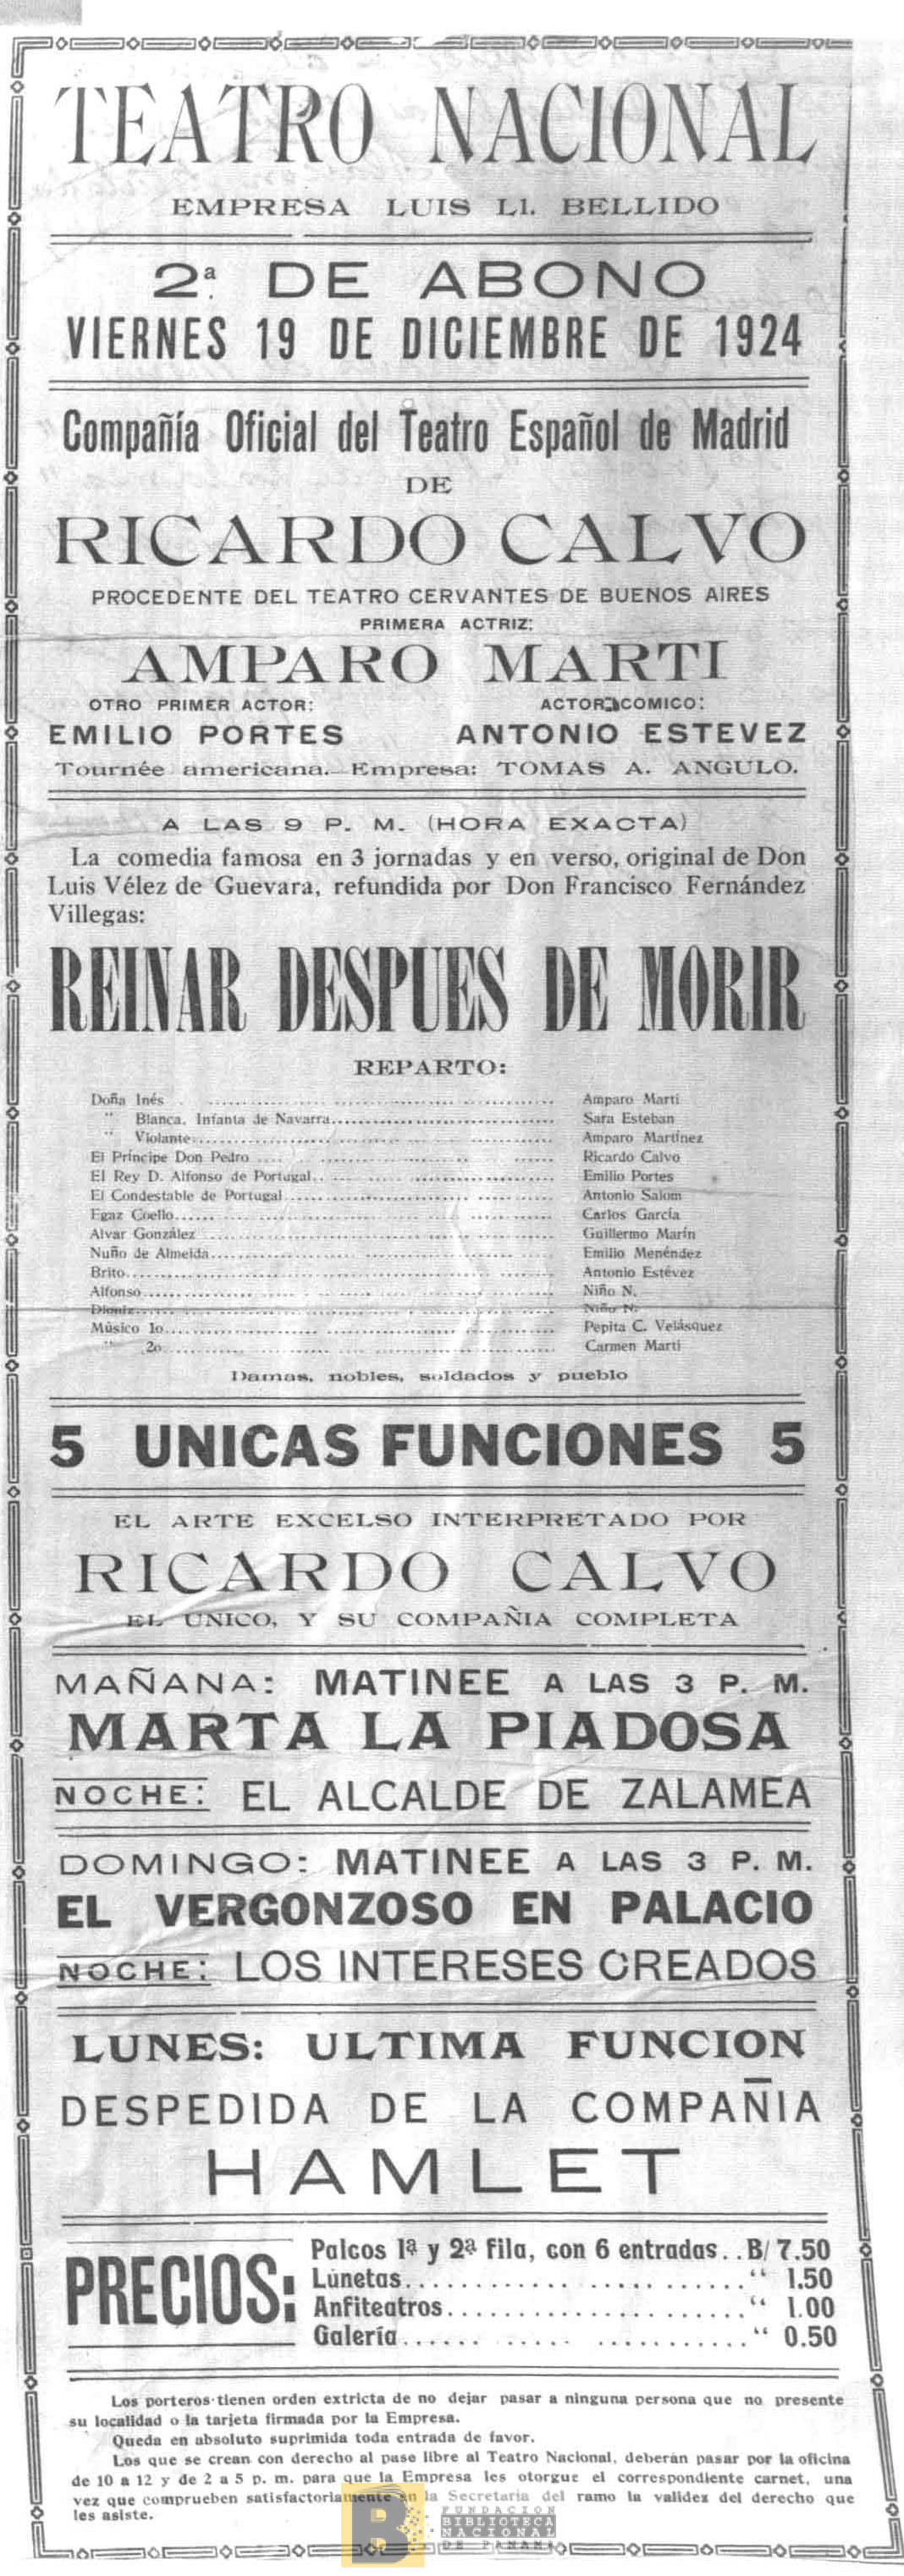 TEATRO NACIONAL
EMPRESA LUIS Ll. BELLIDO
2ª DE ABONO
VIERNES 19 DE DICIEMBRE DE 1924
Compañía Oficial del Teatro Español de Madrid
DE
RICARDO CALVO
PROCEDENTE DEL TEATRO CERVANTES DE BUENOS AIRES
PRIMERA ACTRIZ:
AMPARO MARTI
OTRO PRIMER ACTOR: ACTOR COMICO:
EMILIO PORTES ANTONIO ESTEVEZ
Tournée americana.—Empresa: TOMAS A. ANGULO.
A LAS 9 P. M. (HORA EXACTA)
La comedia famosa en 3 jornadas y en verso, original de Don
Luis Vélez de Guevara, refundida por Don Francisco Fernández
Villegas:
REINAR DESPUES DE MORIR
REPARTO:
Doña Inés .......... Amparo Marti
" Blanca, Infanta de Navarra.......... Sara Esteban
" Violante.......... Amparo Martínez
El Príncipe Don Pedro .......... Ricardo Calvo
El Rey D. Alfonso de Portugal.......... Emilio Portes
El Condestable de Portugal.......... Antonio Salom
Egaz Coello.......... Carlos García
Alvar González.......... Guillermo Marín
Nuño de Almeida.......... Emilio Menéndez
Brito.......... Antonio Estévez
Alfonso.......... Niño N.
Dioniz.......... Niño N.
Músico 1o.......... Pepita C. Velásquez
" 2o.......... Carmen Marti
Damas, nobles, soldados y pueblo
5 UNICAS FUNCIONES 5
EL ARTE EXCELSO INTERPRETADO POR
RICARDO CALVO
EL UNICO, Y SU COMPAÑIA COMPLETA
MAÑANA: MATINEE A LAS 3 P. M.
MARTA LA PIADOSA
NOCHE: EL ALCALDE DE ZALAMEA
DOMINGO: MATINEE A LAS 3 P. M.
EL VERGONZOSO EN PALACIO
NOCHE: LOS INTERESES CREADOS
LUNES: ULTIMA FUNCION
DESPEDIDA DE LA COMPAÑIA
HAMLET
PRECIOS:
Palcos 1ª y 2ª fila, con 6 entradas..B/ 7.50
Lunetas.......... " 1.50
Anfiteatros.......... " 1.00
Galería.......... " 0.50
Los porteros tienen orden extricta de no dejar pasar a ninguna persona que no presente
su localidad o la tarjeta firmada por la Empresa.
Queda en absoluto suprimida toda entrada de favor.
Los que se crean con derecho al pase libre al Teatro Nacional, deberán pasar por la oficina
de 10 a 12 y de 2 a 5 p. m. para que la Empresa les otorgue el correspondiente carnet, una
vez que comprueben satisfactoriamente en la Secretaría del ramo la validez del derecho que
les asiste.
B
FUNDACION
BIBLIOTECA
NACIONAL
DE PANAMA